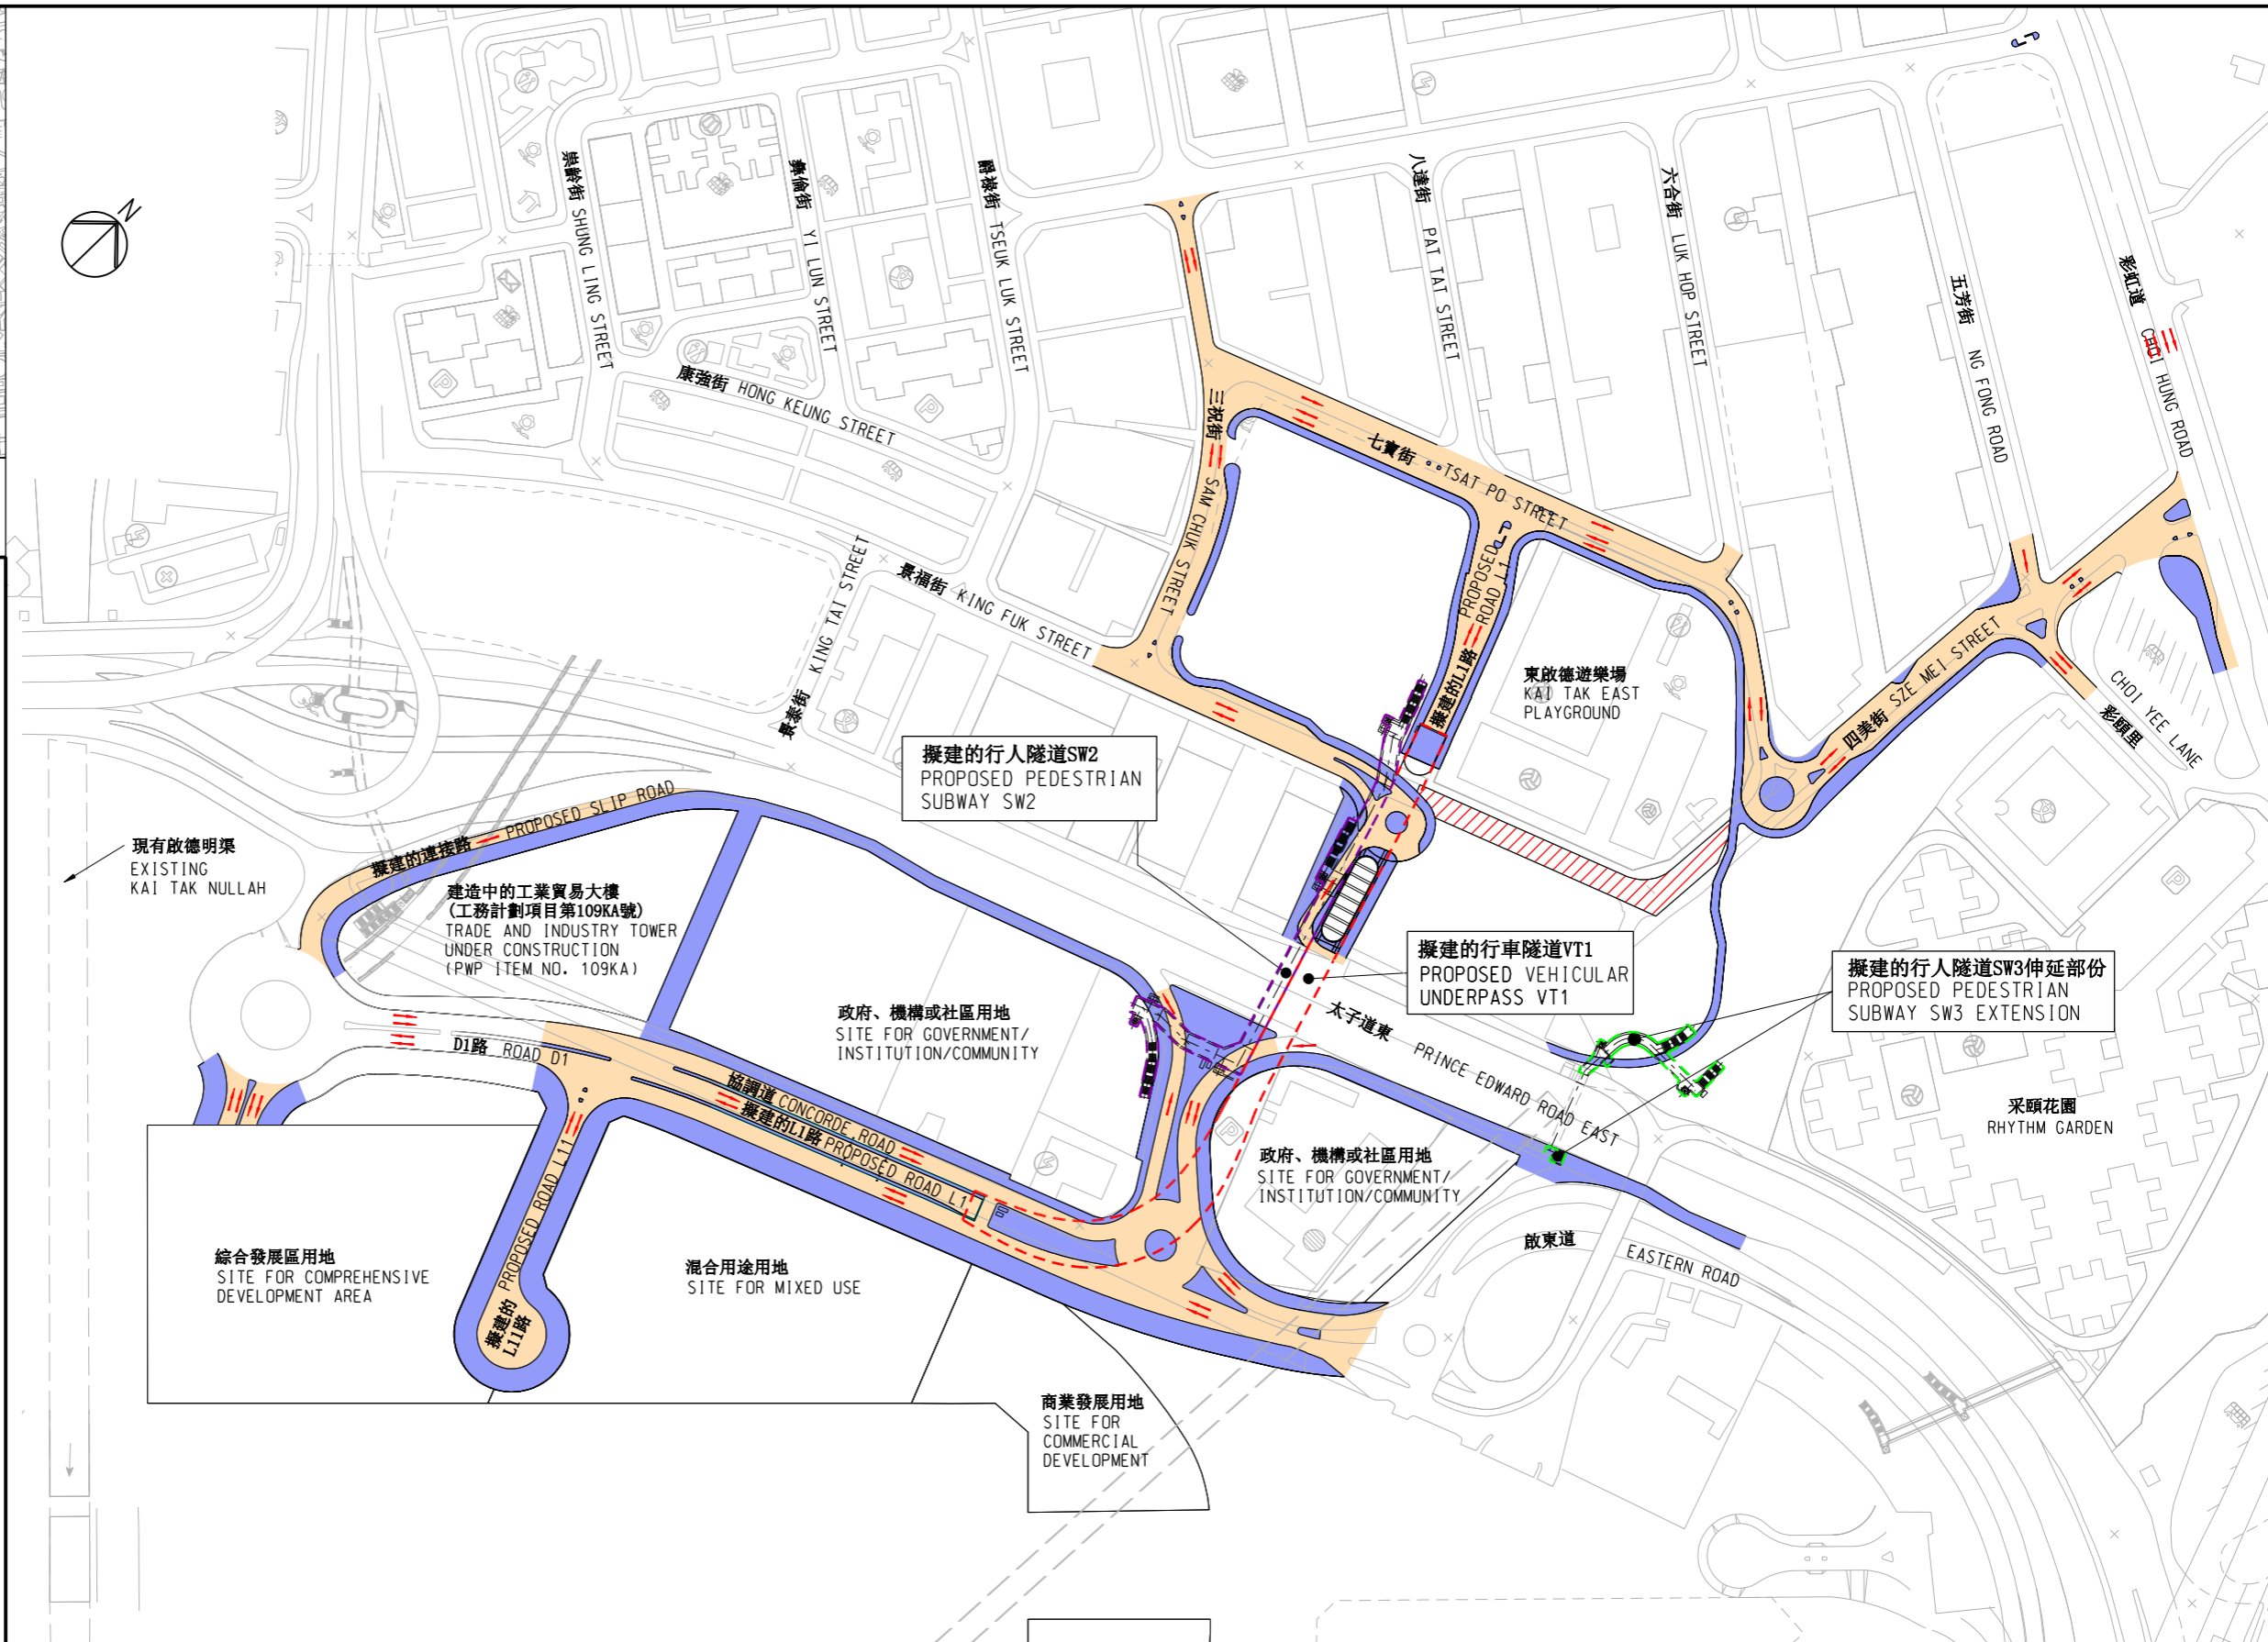 N
崇齡街 SHUNG LING STREET
彝倫街 YI LUN STREET
爵祿街 TSEUK LUK STREET
八達街 PAT TAT STREET
六合街 LUK HOP STREET
五芳街 NG FONG ROAD
彩虹道 CHOI HUNG ROAD
康強街 HONG KEUNG STREET
三祝街 SAM CHUK STREET
七寶街 TSAT PO STREET
景泰街 KING TAI STREET
景福街 KING FUK STREET
擬建的L1路 PROPOSED
ROAD L1
東啟德遊樂場
KAI TAK EAST
PLAYGROUND
四美街 SZE MEI STREET
CHOI YEE LANE
彩頤里
擬建的行人隧道SW2
PROPOSED PEDESTRIAN
SUBWAY SW2
擬建的連接路 PROPOSED SLIP ROAD
現有啟德明渠
EXISTING
KAI TAK NULLAH
建造中的工業貿易大樓
(工務計劃項目第109KA號)
TRADE AND INDUSTRY TOWER
UNDER CONSTRUCTION
(PWP ITEM NO. 109KA)
擬建的行車隧道VT1
PROPOSED VEHICULAR
UNDERPASS VT1
擬建的行人隧道SW3伸延部份
PROPOSED PEDESTRIAN
SUBWAY SW3 EXTENSION
政府、機構或社區用地
SITE FOR GOVERNMENT/
INSTITUTION/COMMUNITY
太子道東 PRINCE EDWARD ROAD EAST
D1路 ROAD D1
協調道 CONCORDE ROAD
擬建的L1路 PROPOSED ROAD L1
采頤花園
RHYTHM GARDEN
政府、機構或社區用地
SITE FOR GOVERNMENT/
INSTITUTION/COMMUNITY
擬建的 PROPOSED ROAD L11
L11路
綜合發展區用地
SITE FOR COMPREHENSIVE
DEVELOPMENT AREA
混合用途用地
SITE FOR MIXED USE
啟東道 EASTERN ROAD
商業發展用地
SITE FOR
COMMERCIAL
DEVELOPMENT